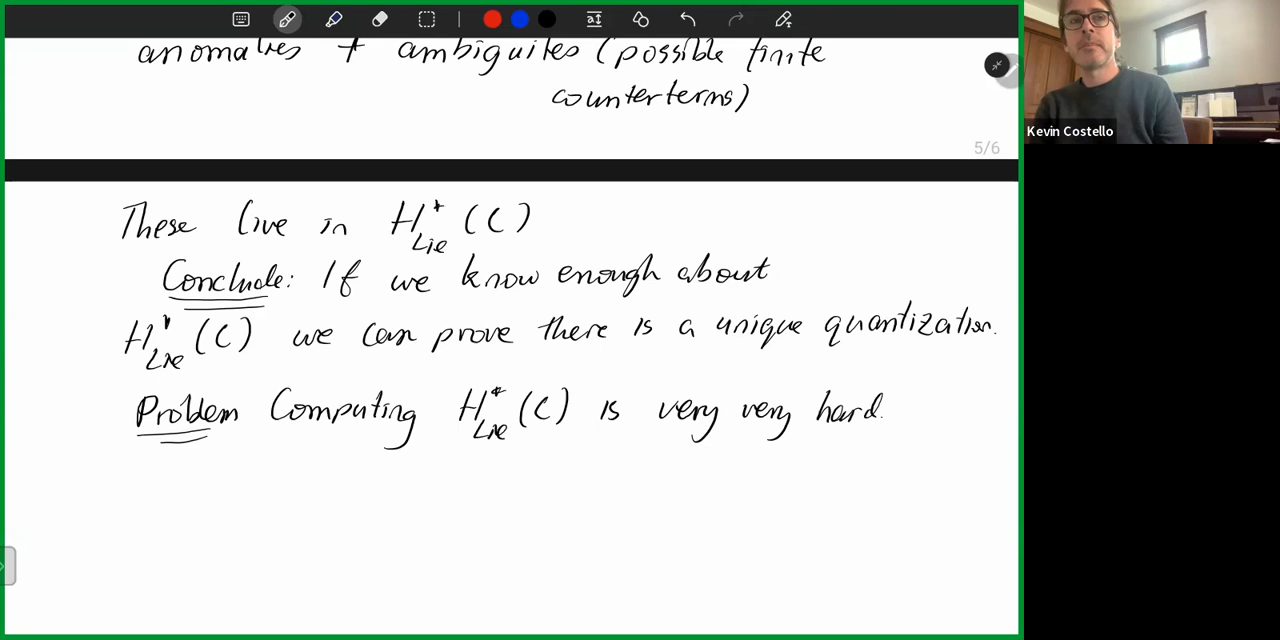 anomalies + ambiguites (possible finite
counterterms)
Kevin Costello
5/6
These live in H*Lie (C)
Conclude: If we know enough about
H*Lie (C) we can prove there is a unique quantization.
Problem Computing H*Lie (C) is very very hard.